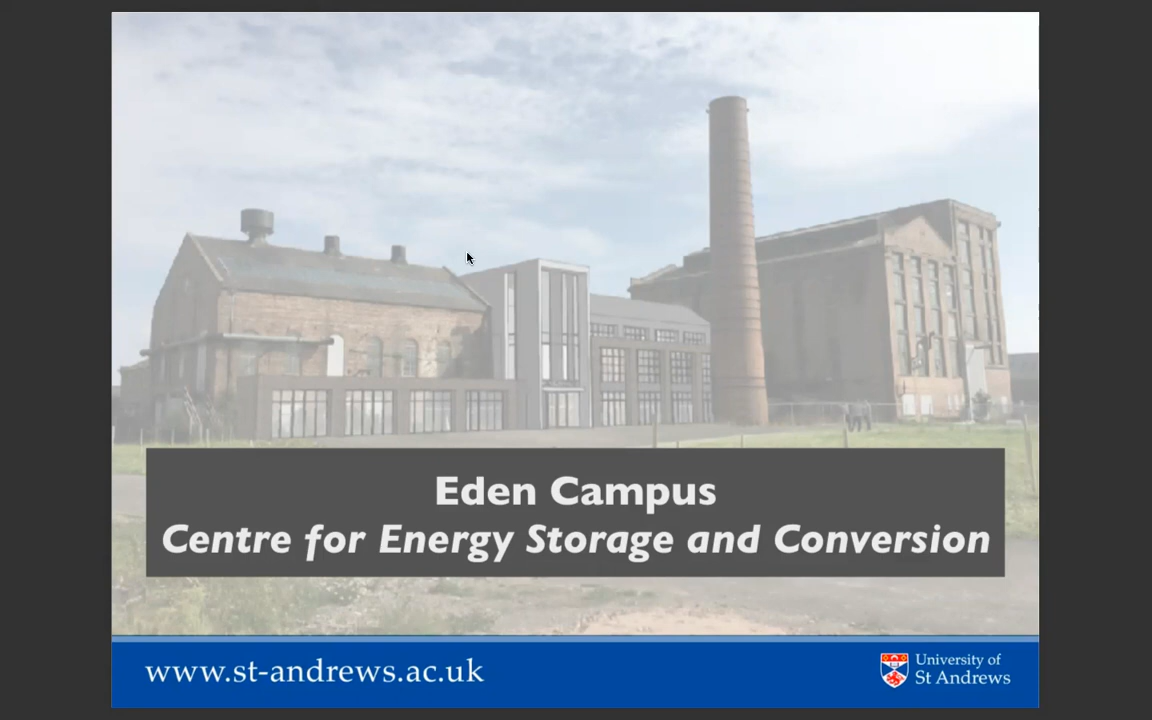 Eden Campus
Centre for Energy Storage and Conversion
www.st-andrews.ac.uk
University of
St Andrews